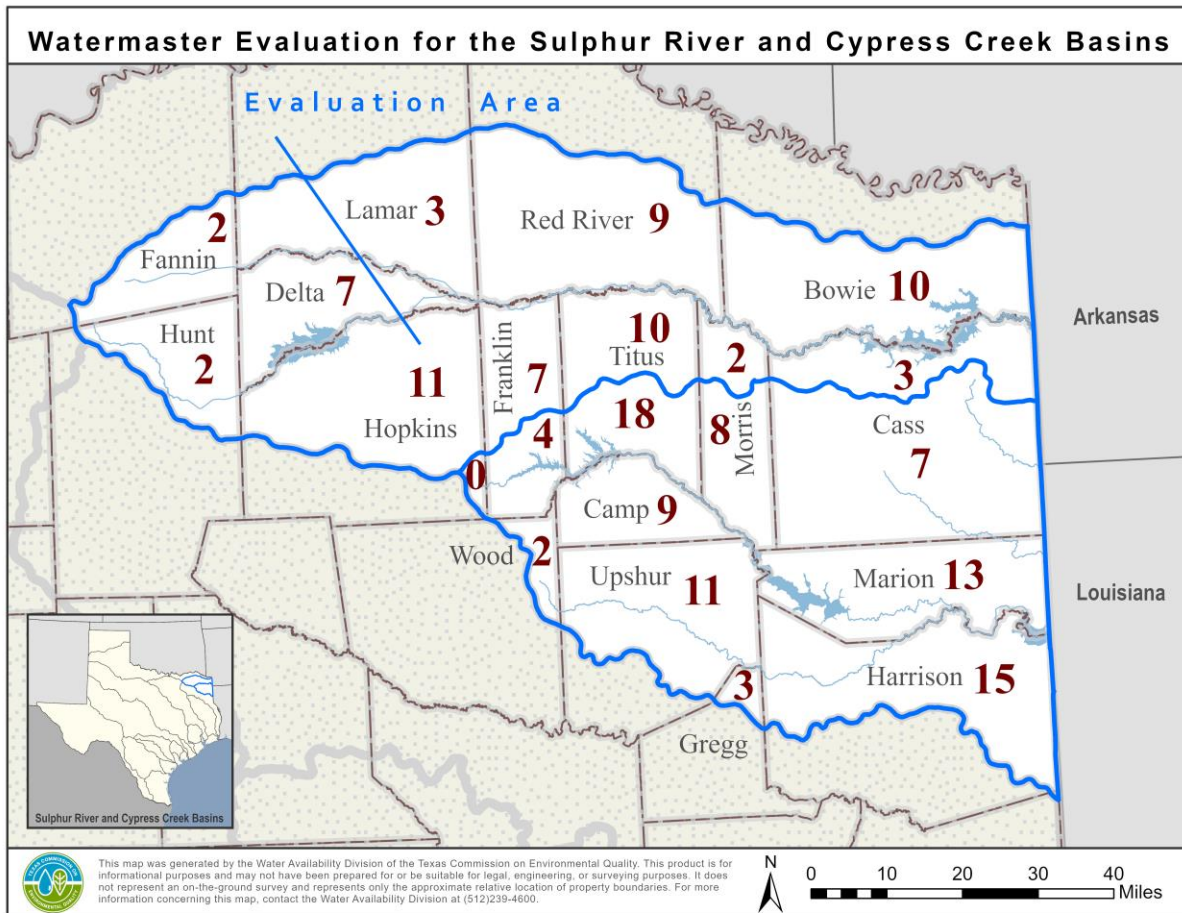 Watermaster Evaluation for the Sulphur River and Cypress Creek Basins
Evaluation Area
Lamar 3
Red River 9
2
Fannin
Delta 7
Bowie 10
Arkansas
Hunt
2
Franklin
7
10
Titus
2
3
11
Hopkins
18
4
8
Morris
Cass
7
0
Camp 9
Wood 2
Upshur
11
Marion 13
Louisiana
Harrison 15
3
Gregg
Sulphur River and Cypress Creek Basins
TEXAS COMMISSION ON
ENVIRONMENTAL QUALITY
This map was generated by the Water Availability Division of the Texas Commission on Environmental Quality. This product is for
informational purposes and may not have been prepared for or be suitable for legal, engineering, or surveying purposes. It does
not represent an on-the-ground survey and represents only the approximate relative location of property boundaries. For more
information concerning this map, contact the Water Availability Division at (512)239-4600.
N
0 10 20 30 40
Miles